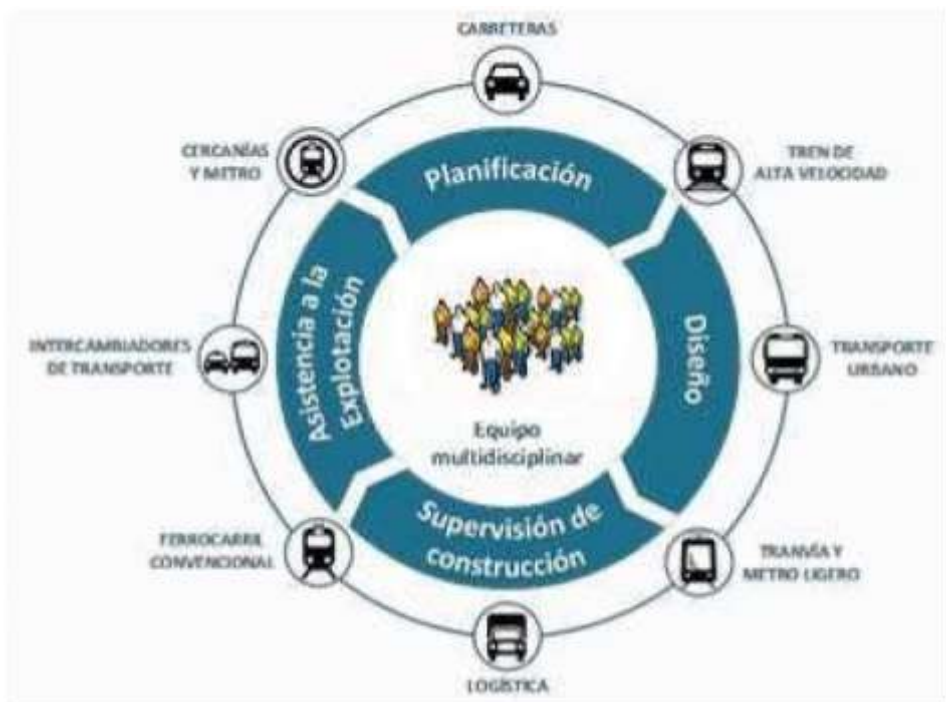 CARRETERAS
TREN DE
ALTA VELOCIDAD
TRANSPORTE
URBANO
TRANVÍA Y
METRO LIGERO
LOGÍSTICA
FERROCARRIL
CONVENCIONAL
INTERCAMBIADORES
DE TRANSPORTE
CERCANÍAS
Y METRO
Planificación
Diseño
Supervisión de
construcción
Asistencia a la
Explotación
Equipo
multidisciplinar